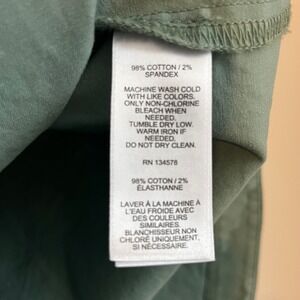 98% COTTON / 2%
SPANDEX
MACHINE WASH COLD
WITH LIKE COLORS.
ONLY NON-CHLORINE
BLEACH WHEN
NEEDED.
TUMBLE DRY LOW.
WARM IRON IF
NEEDED.
DO NOT DRY CLEAN.
RN 134578
98% COTON / 2%
ÉLASTHANNE
LAVER À LA MACHINE À
L'EAU FROIDE AVEC
DES COULEURS
SIMILAIRES.
BLANCHISSEUR NON
CHLORÉ UNIQUEMENT,
SI NÉCESSAIRE.